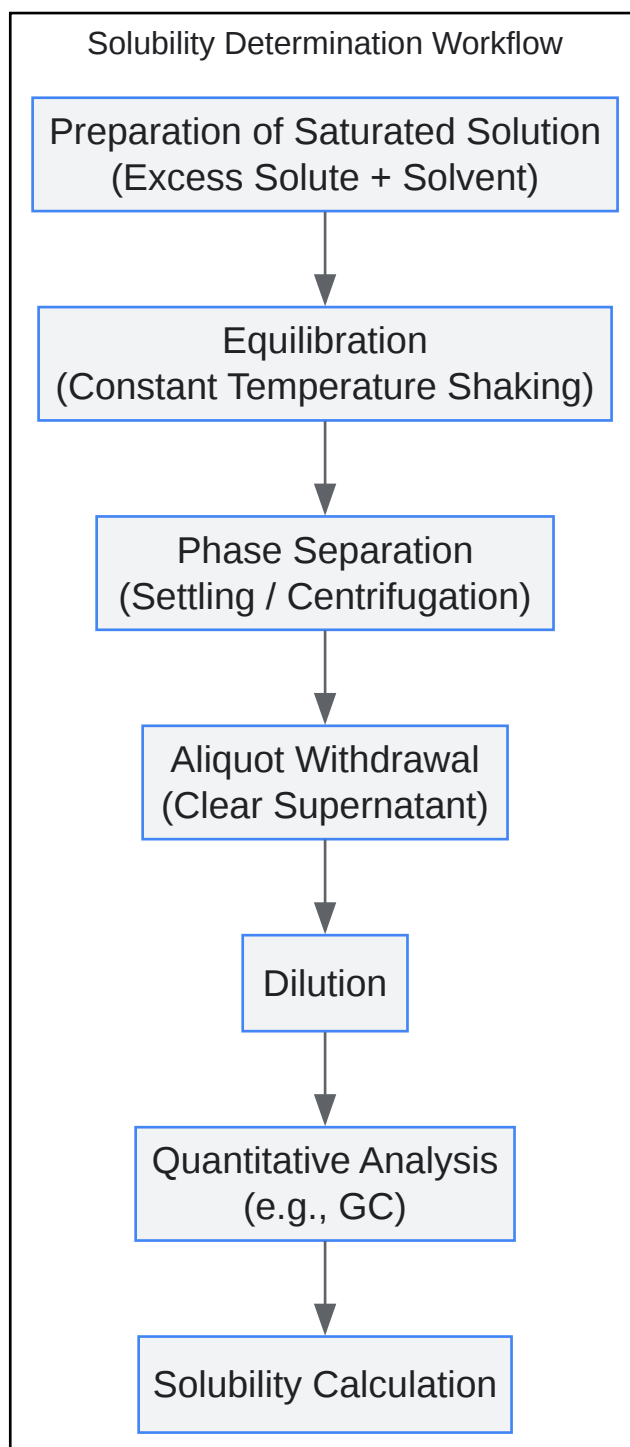 Solubility Determination Workflow
Preparation of Saturated Solution
(Excess Solute + Solvent)
Equilibration
(Constant Temperature Shaking)
Phase Separation
(Settling / Centrifugation)
Aliquot Withdrawal
(Clear Supernatant)
Dilution
Quantitative Analysis
(e.g., GC)
Solubility Calculation